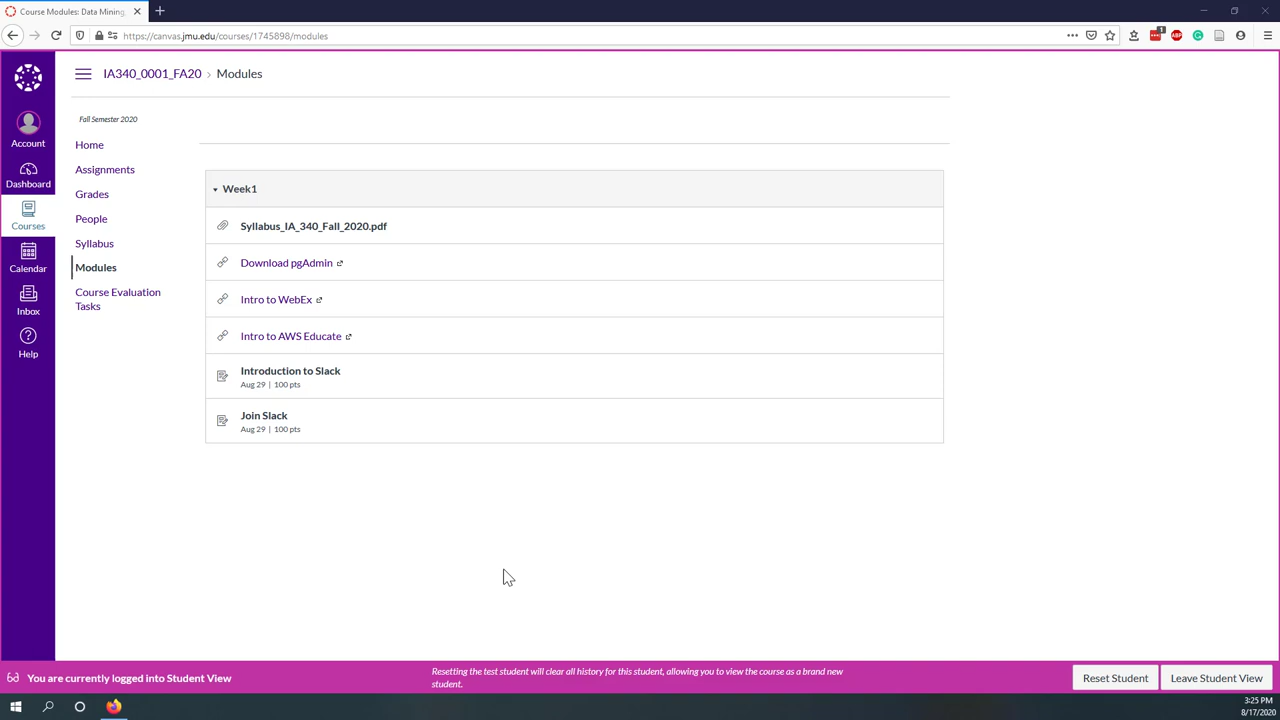 Course Modules: Data Mining,
https://canvas.jmu.edu/courses/1745898/modules
1
ABP
IA340_0001_FA20 › Modules
Account
Dashboard
Courses
Calendar
Inbox
Help
Fall Semester 2020
Home
Assignments
Grades
People
Syllabus
Modules
Course Evaluation
Tasks
Week1
Syllabus_IA_340_Fall_2020.pdf
Download pgAdmin
Intro to WebEx
Intro to AWS Educate
Introduction to Slack
Aug 29 | 100 pts
Join Slack
Aug 29 | 100 pts
You are currently logged into Student View
Resetting the test student will clear all history for this student, allowing you to view the course as a brand new
student.
Reset Student
Leave Student View
3:25 PM
8/17/2020